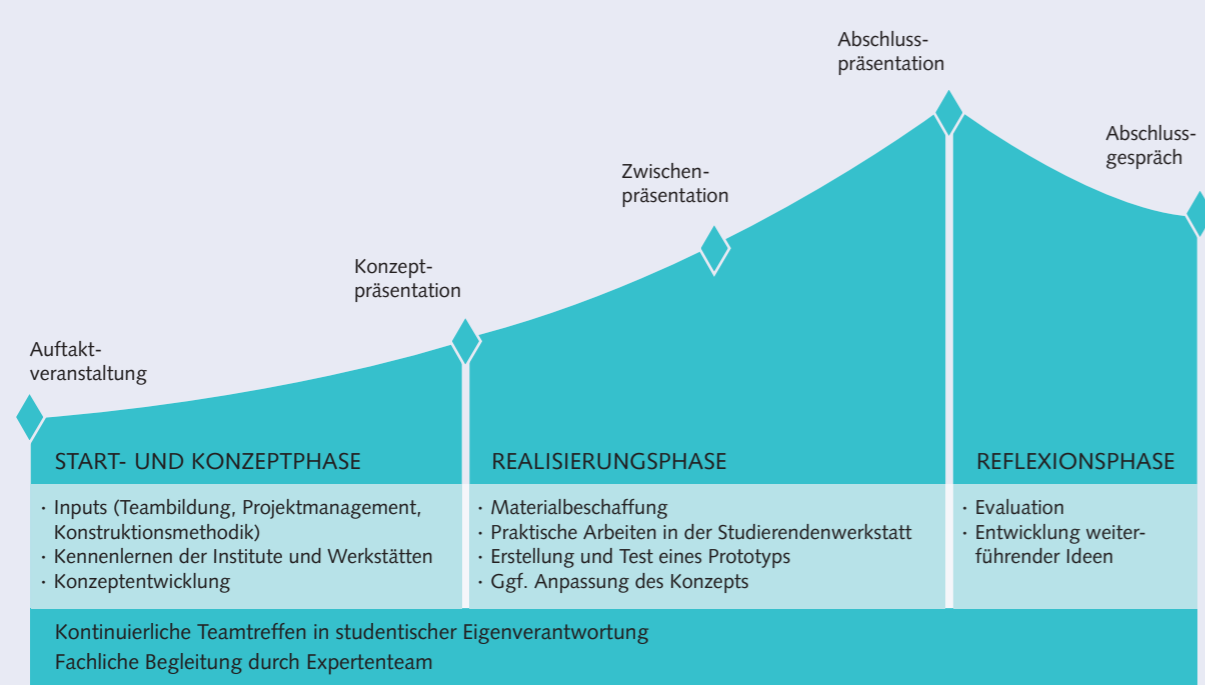 Abschluss-
präsentation
Abschluss-
gespräch
Zwischen-
präsentation
Konzept-
präsentation
Auftakt-
veranstaltung
START- UND KONZEPTPHASE
· Inputs (Teambildung, Projektmanagement,
Konstruktionsmethodik)
· Kennenlernen der Institute und Werkstätten
· Konzeptentwicklung
REALISIERUNGSPHASE
· Materialbeschaffung
· Praktische Arbeiten in der Studierendenwerkstatt
· Erstellung und Test eines Prototyps
· Ggf. Anpassung des Konzepts
REFLEXIONSPHASE
· Evaluation
· Entwicklung weiter-
führender Ideen
Kontinuierliche Teamtreffen in studentischer Eigenverantwortung
Fachliche Begleitung durch Expertenteam